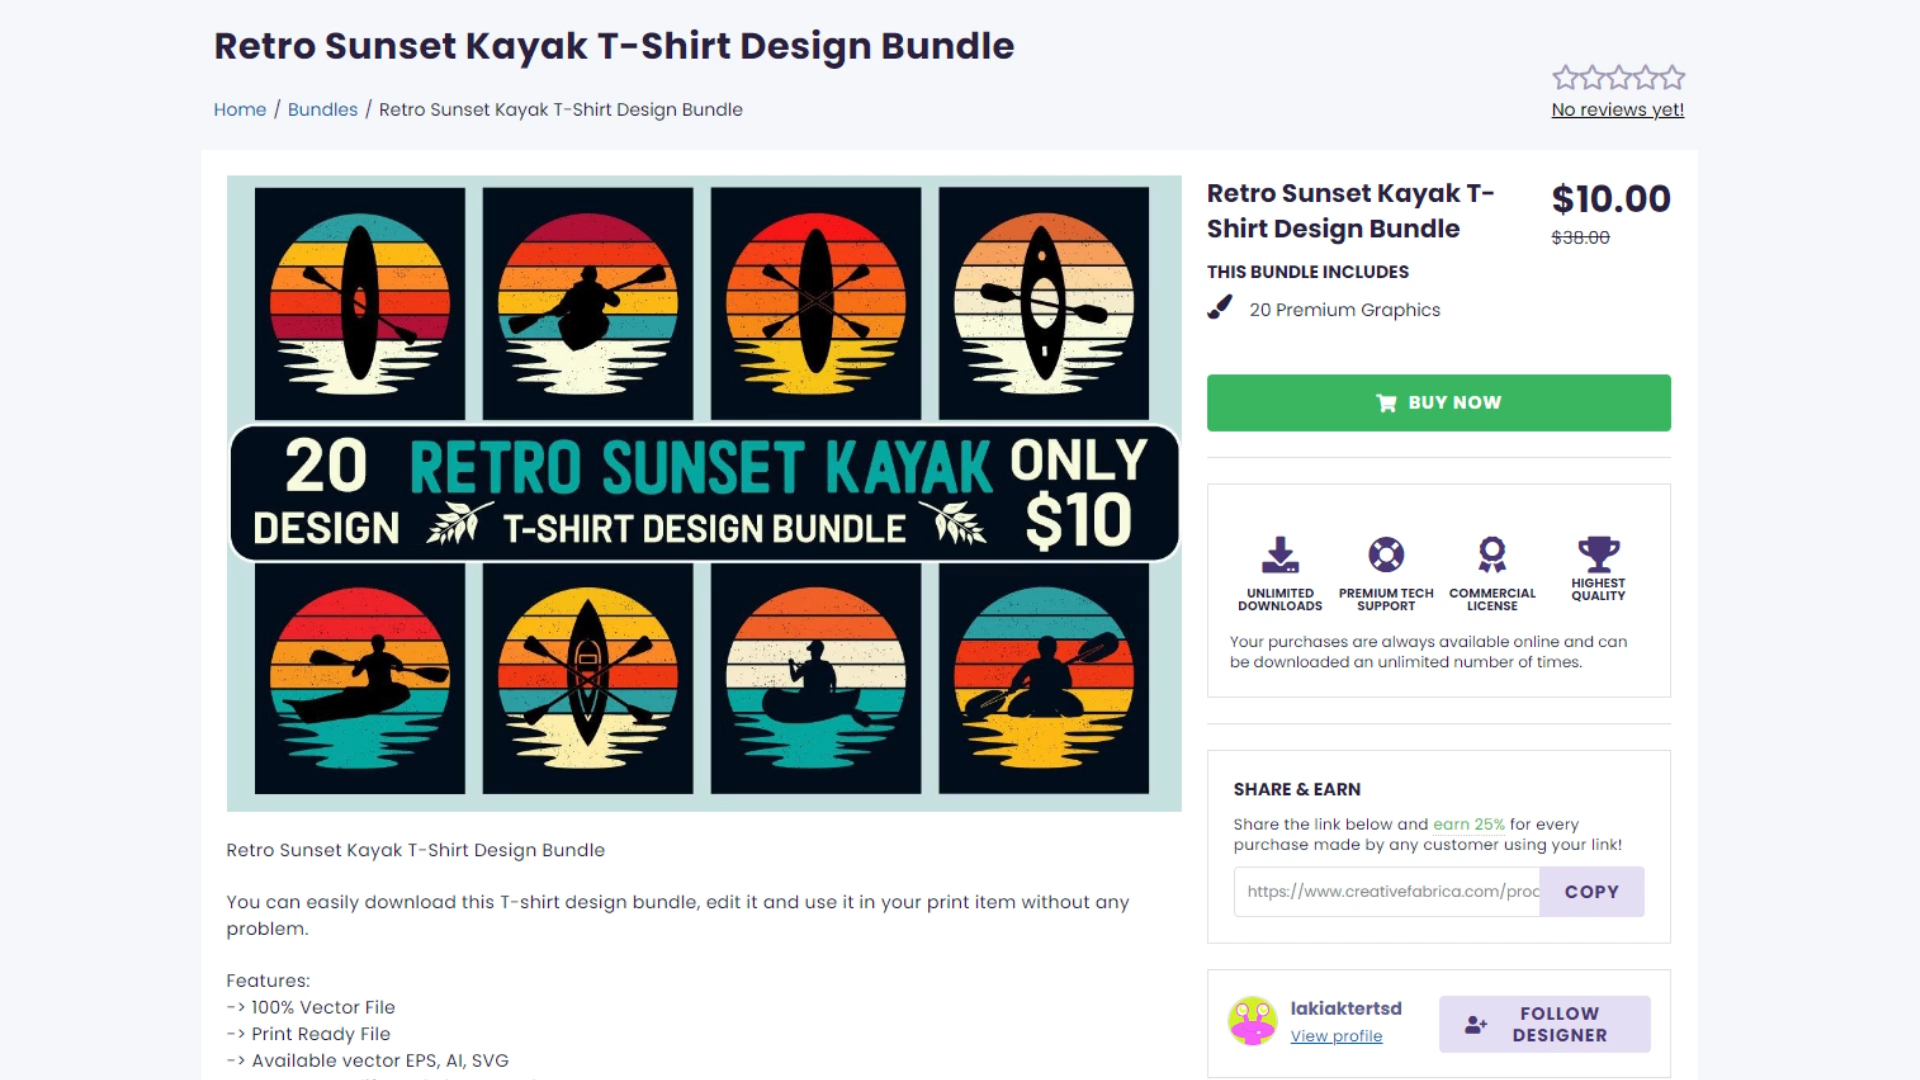 Retro Sunset Kayak T-Shirt Design Bundle
Home / Bundles / Retro Sunset Kayak T-Shirt Design Bundle
No reviews yet!
20
DESIGN
RETRO SUNSET KAYAK
T-SHIRT DESIGN BUNDLE
ONLY
$10
Retro Sunset Kayak T-Shirt Design Bundle
You can easily download this T-shirt design bundle, edit it and use it in your print item without any
problem.
Features:
-> 100% Vector File
-> Print Ready File
-> Available vector EPS, AI, SVG
Retro Sunset Kayak T-
Shirt Design Bundle
$10.00
$38.00
THIS BUNDLE INCLUDES
20 Premium Graphics
BUY NOW
UNLIMITED
DOWNLOADS
PREMIUM TECH
SUPPORT
COMMERCIAL
LICENSE
HIGHEST
QUALITY
Your purchases are always available online and can
be downloaded an unlimited number of times.
SHARE & EARN
Share the link below and earn 25% for every
purchase made by any customer using your link!
https://www.creativefabrica.com/proc
COPY
lakiaktertsd
View profile
FOLLOW
DESIGNER